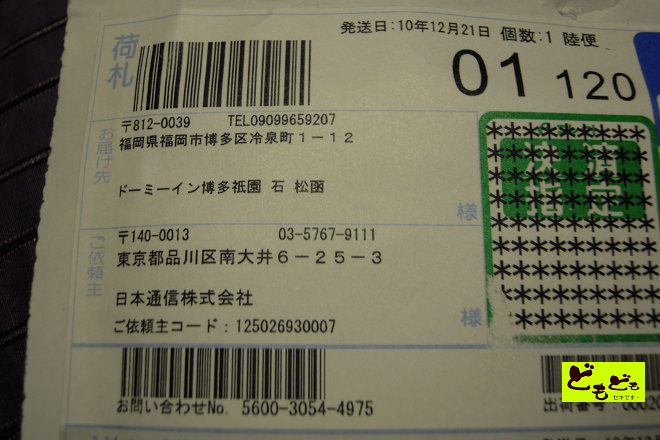 荷札
発送日:10年12月21日 個数:1 陸便
01 120
お届け先
〒812-0039 TEL09099659207
福岡県福岡市博多区冷泉町1-12
ドーミーイン博多祇園 石 松函
様
ご依頼主
〒140-0013 03-5767-9111
東京都品川区南大井6-25-3
日本通信株式会社
様
ご依頼主コード:125026930007
お問い合わせNo. 5600-3054-4975
出荷番号:
どもども
セキです。